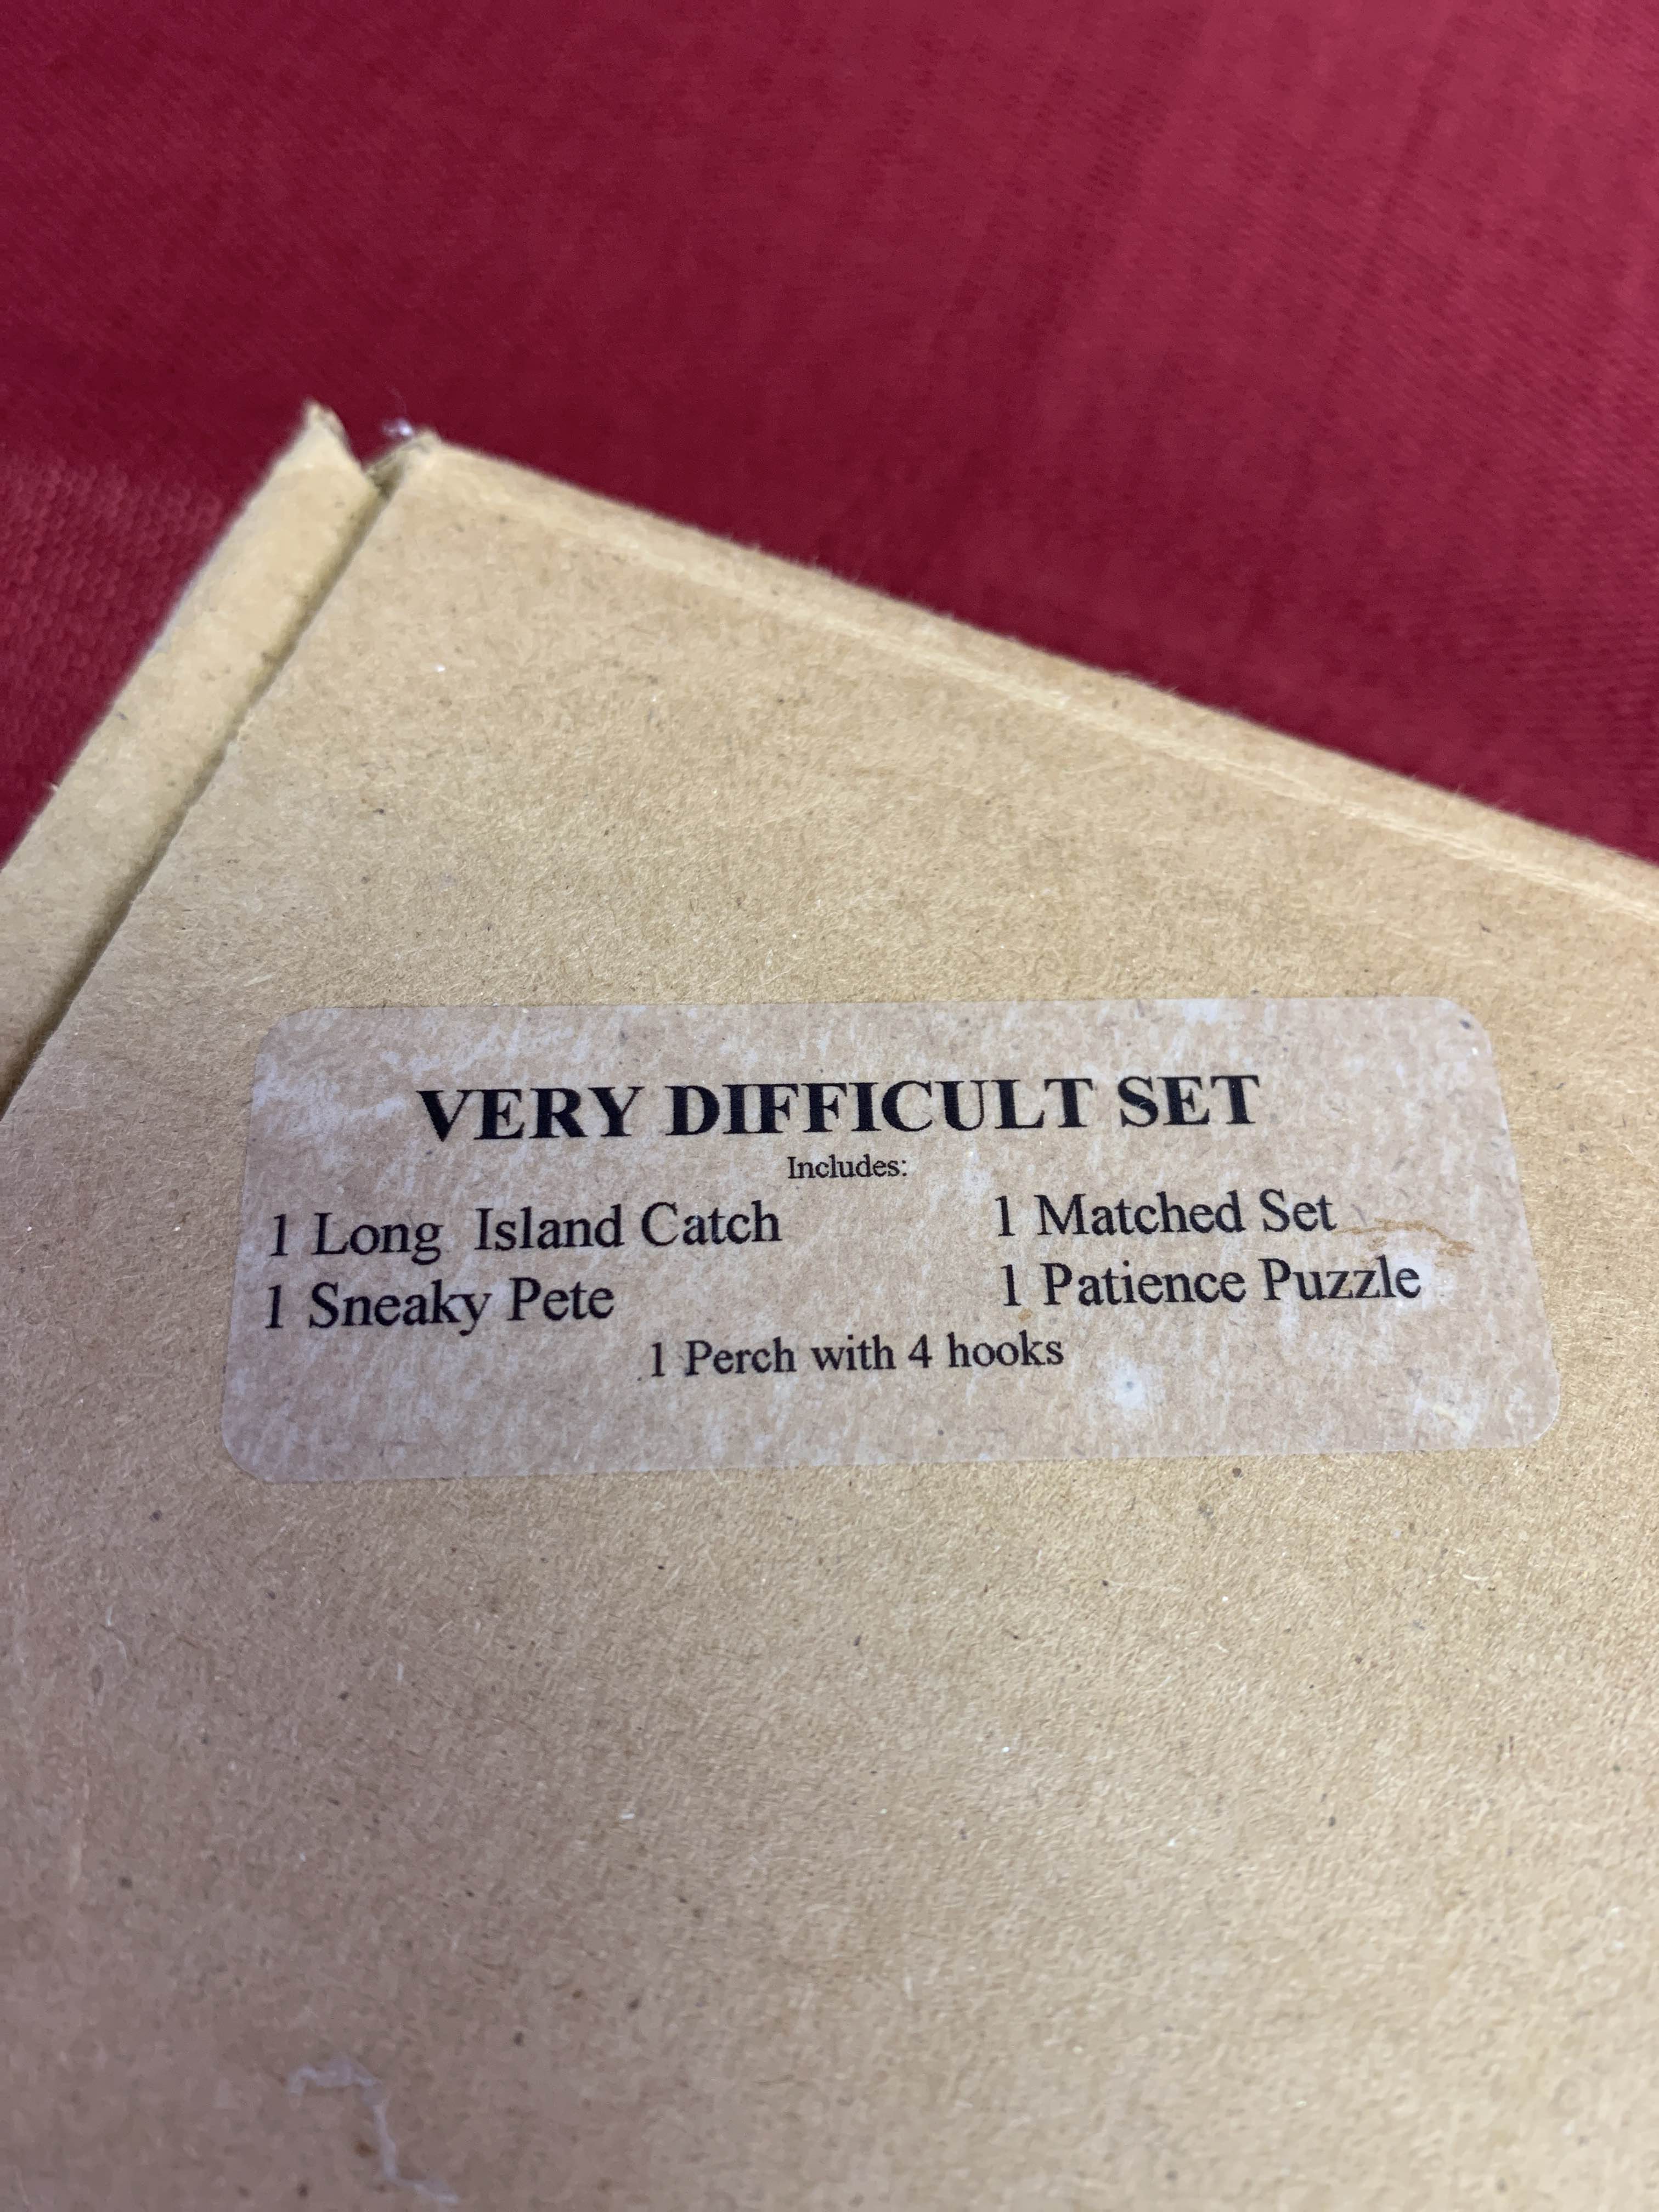 VERY DIFFICULT SET
Includes:
1 Long Island Catch 1 Matched Set
1 Sneaky Pete 1 Patience Puzzle
1 Perch with 4 hooks